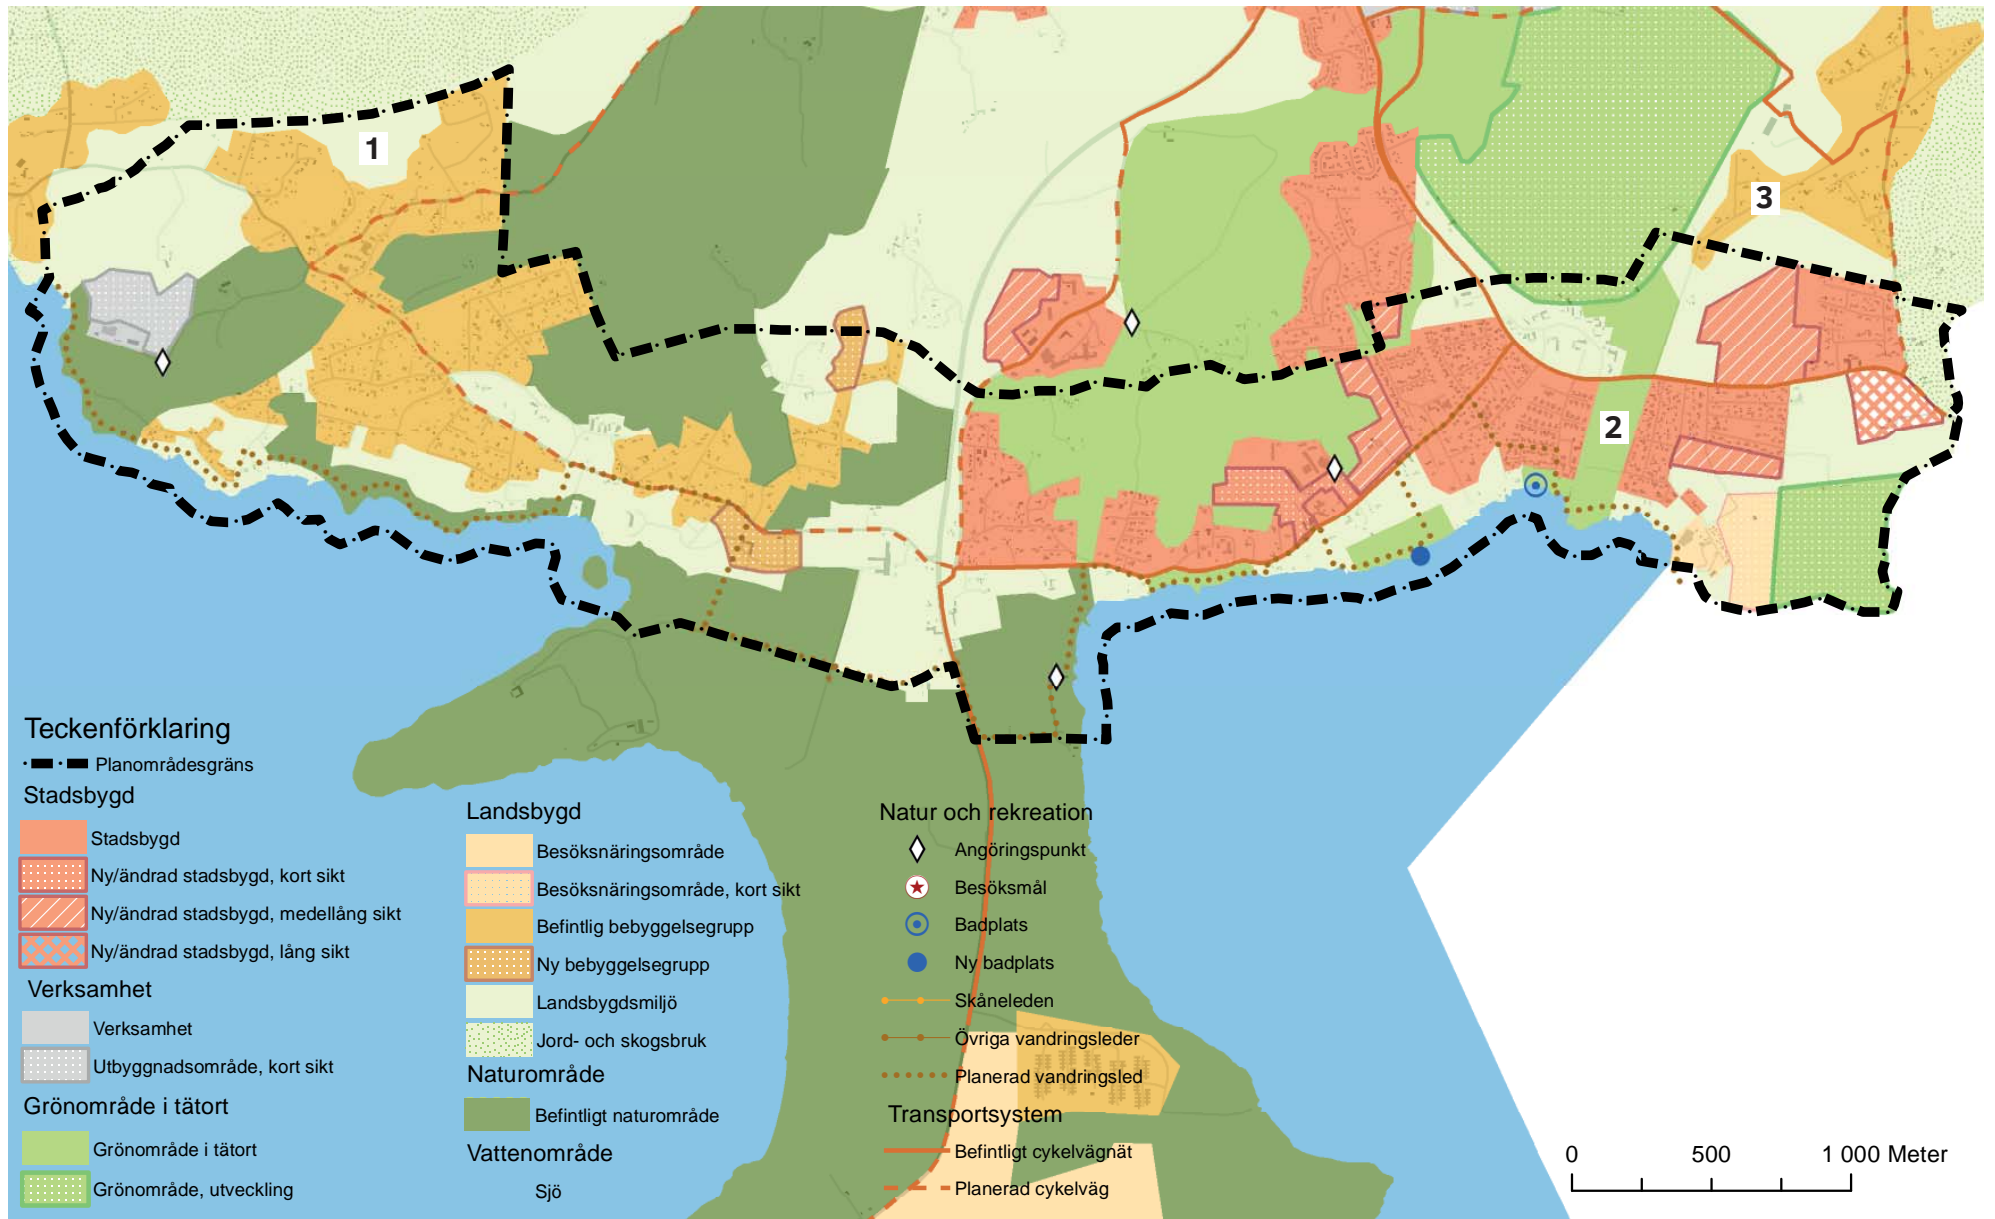 1
3
2
Teckenförklaring
Planområdesgräns
Stadsbygd
Stadsbygd
Ny/ändrad stadsbygd, kort sikt
Ny/ändrad stadsbygd, medellång sikt
Ny/ändrad stadsbygd, lång sikt
Verksamhet
Verksamhet
Utbyggnadsområde, kort sikt
Grönområde i tätort
Grönområde i tätort
Grönområde, utveckling
Landsbygd
Besöksnäringsområde
Besöksnäringsområde, kort sikt
Befintlig bebyggelsegrupp
Ny bebyggelsegrupp
Landsbygdsmiljö
Jord- och skogsbruk
Naturområde
Befintligt naturområde
Vattenområde
Sjö
Natur och rekreation
Angöringspunkt
Besöksmål
Badplats
Ny badplats
Skåneleden
Övriga vandringsleder
Planerad vandringsled
Transportsystem
Befintligt cykelvägnät
Planerad cykelväg
0 500 1 000 Meter